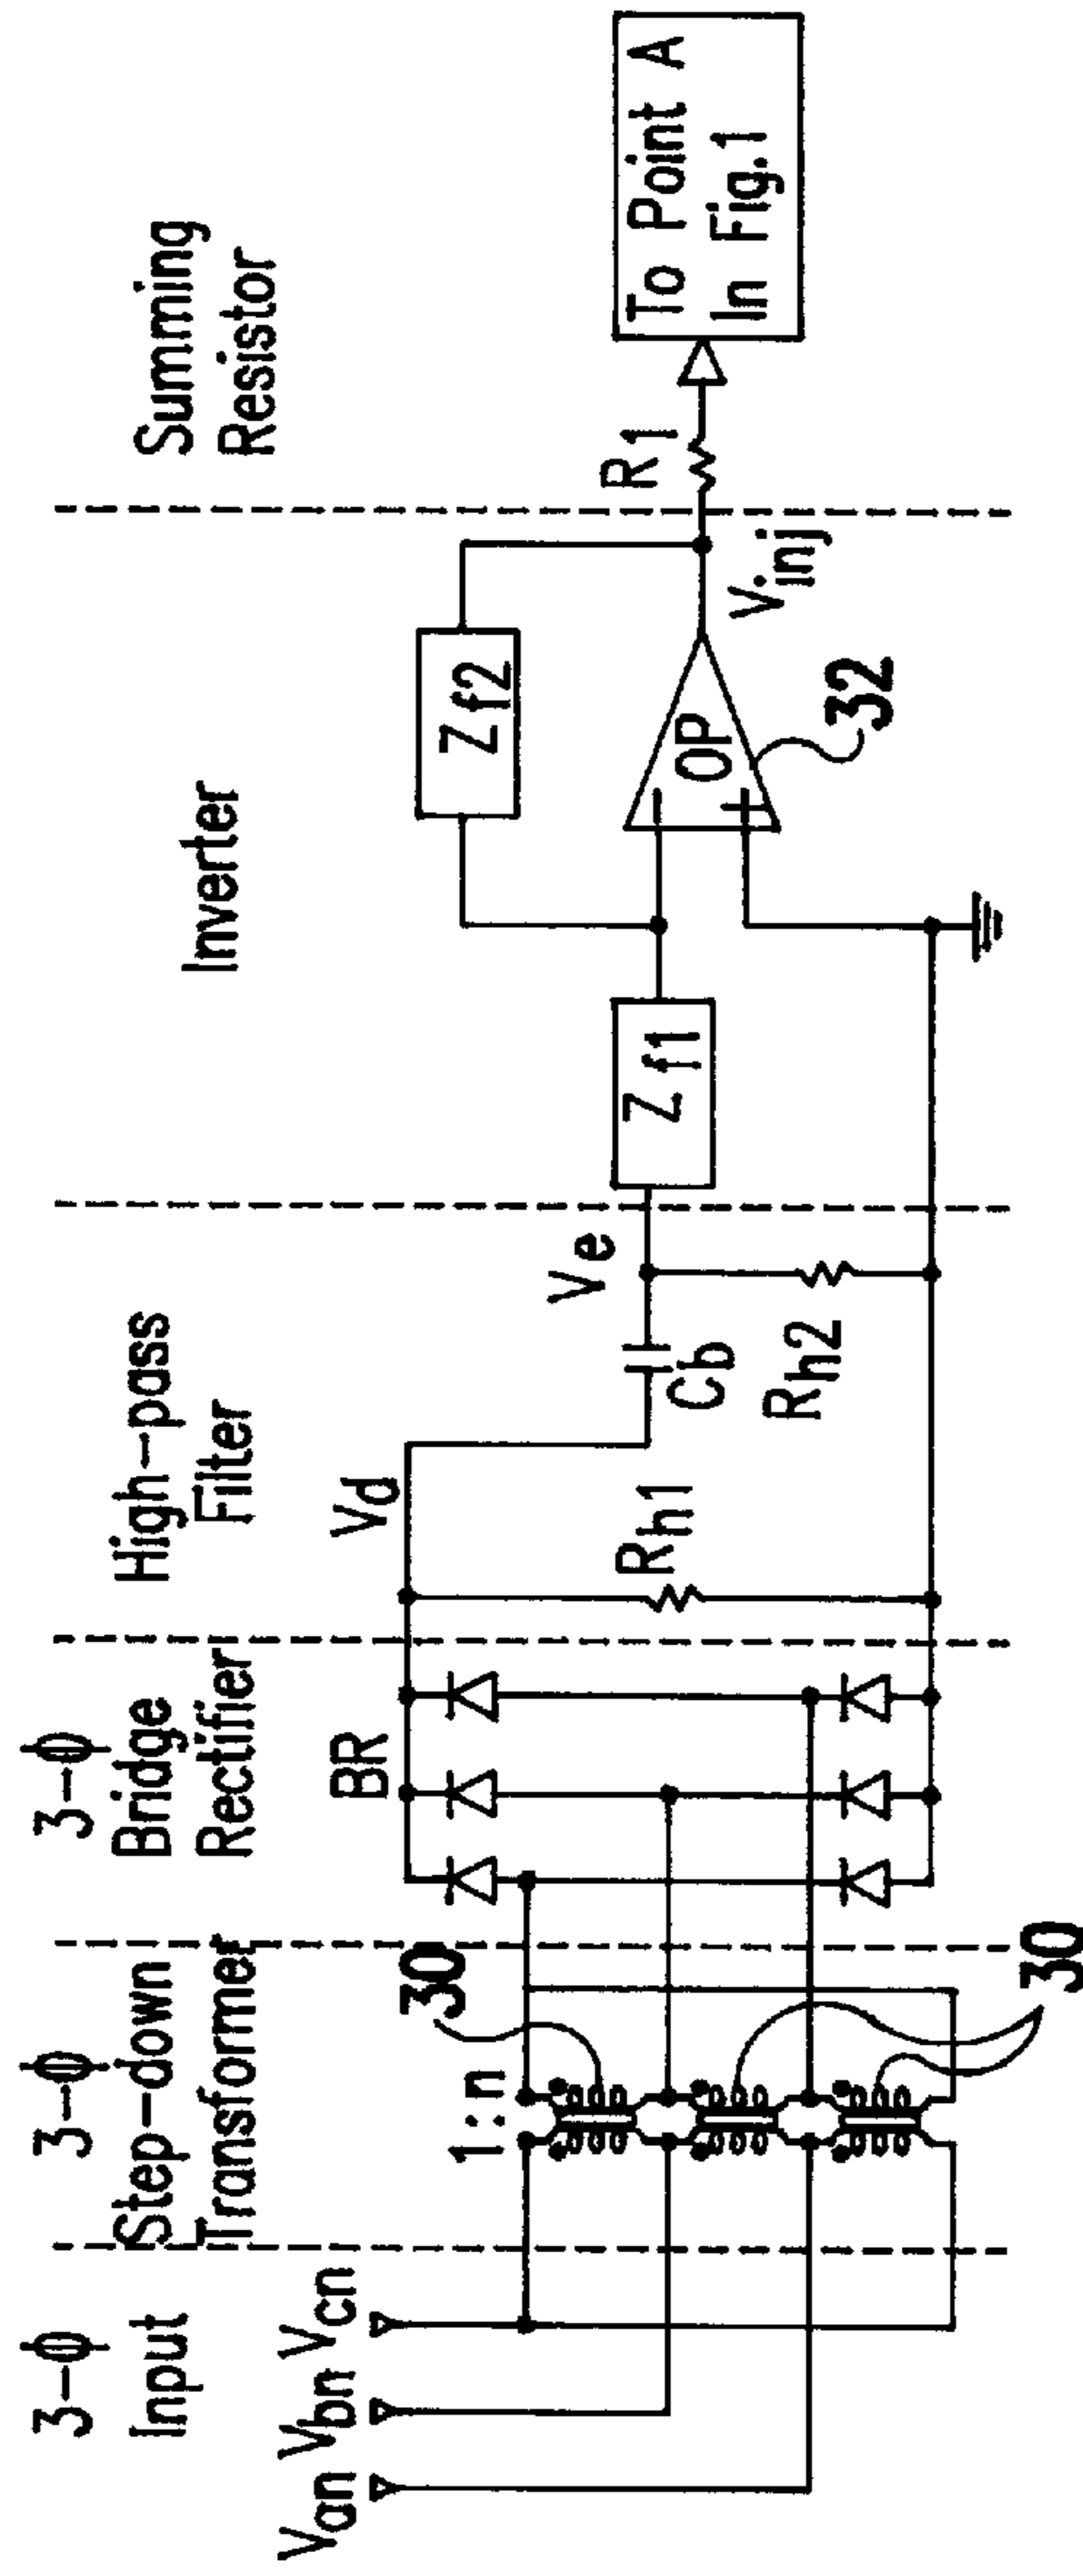 3-ϕ
Input
3-ϕ
Step-down
Transformer
3-ϕ
Bridge
Rectifier
High-pass
Filter
Inverter
Summing
Resistor
Van
Vbn
Vcn
1:n
30
30
BR
Vd
Rh1
Cb
Rh2
Ve
Zf1
Zf2
OP
32
Vinj
R1
To Point A
In Fig.1